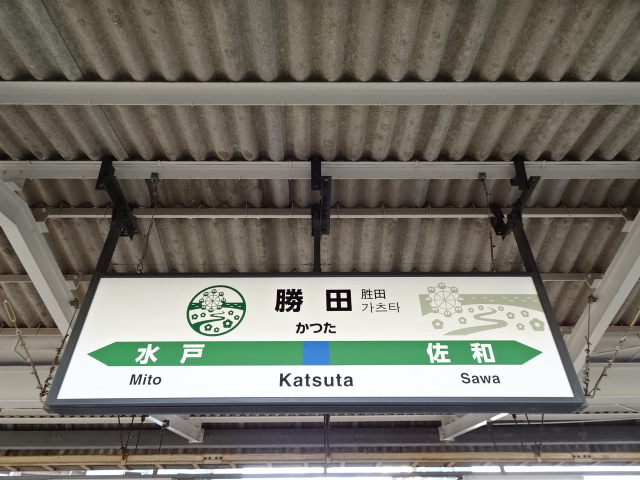 勝田 胜田
가츠타
かつた
水戸 佐和
Mito Katsuta Sawa